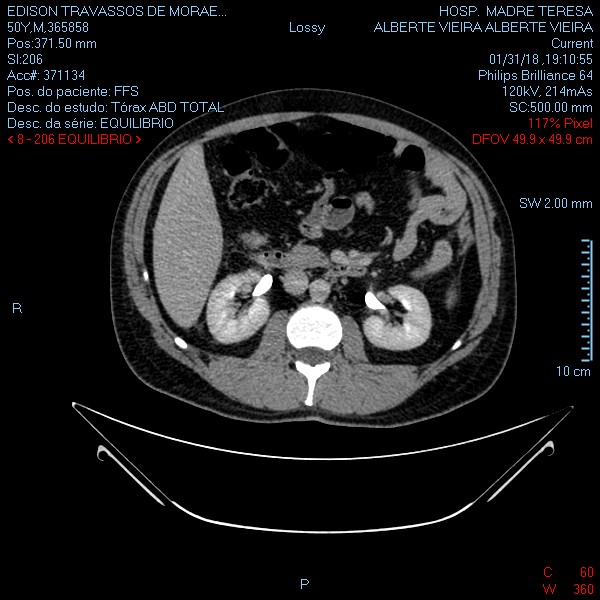 EDISON TRAVASSOS DE MORAE...
50Y,M,365858
Pos:371.50 mm
Sl:206
Acc#: 371134
Pos. do paciente: FFS
Desc. do estudo: Tórax ABD TOTAL
Desc. da série: EQUILIBRIO
< 8 - 206 EQUILIBRIO >
Lossy
HOSP. MADRE TERESA
ALBERTE VIEIRA ALBERTE VIEIRA
Current
01/31/18 ,19:10:55
Philips Brilliance 64
120kV, 214mAs
SC:500.00 mm
117% Pixel
DFOV 49.9 x 49.9 cm
SW 2.00 mm
R
10 cm
P
C 60
W 360